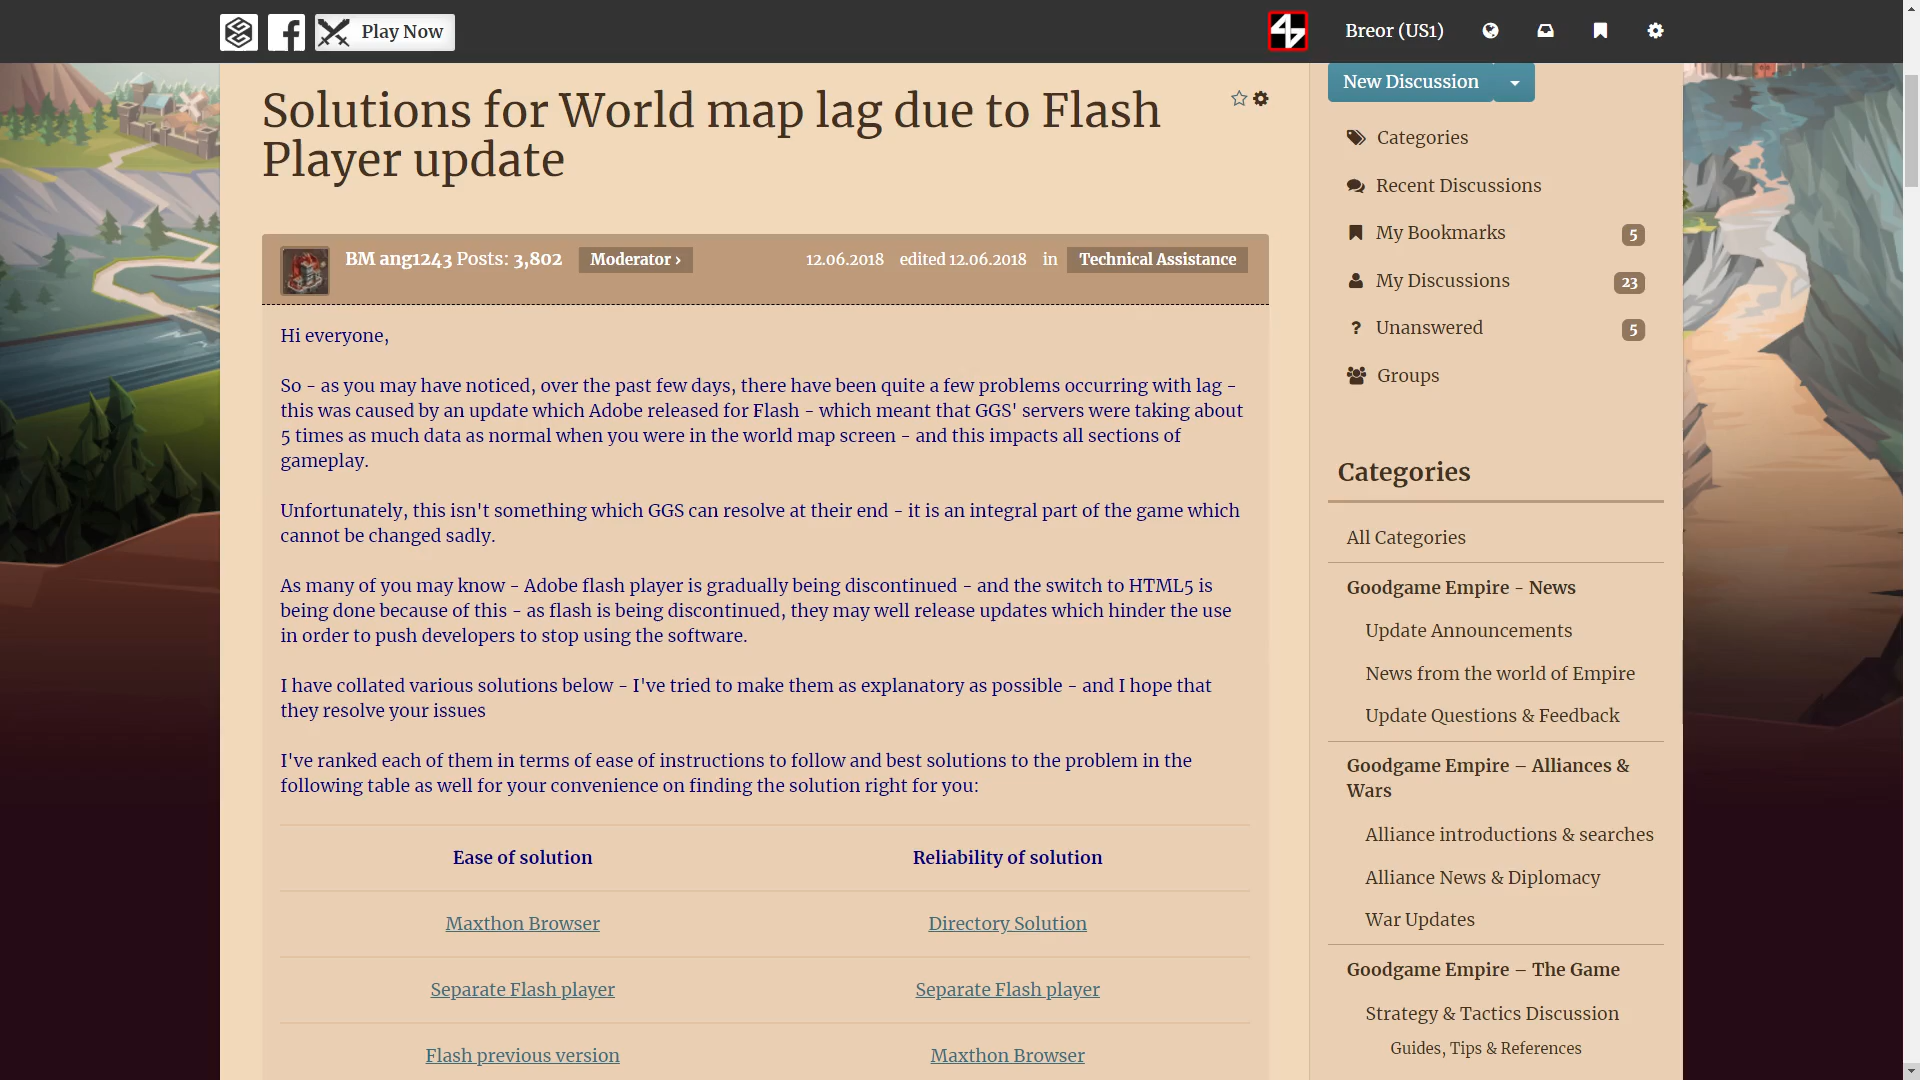 Play Now
Breor (US1)
Solutions for World map lag due to Flash
Player update
BM ang1243 Posts: 3,802 Moderator ›
12.06.2018 edited 12.06.2018 in Technical Assistance
Hi everyone,
So - as you may have noticed, over the past few days, there have been quite a few problems occurring with lag -
this was caused by an update which Adobe released for Flash - which meant that GGS' servers were taking about
5 times as much data as normal when you were in the world map screen - and this impacts all sections of
gameplay.
Unfortunately, this isn't something which GGS can resolve at their end - it is an integral part of the game which
cannot be changed sadly.
As many of you may know - Adobe flash player is gradually being discontinued - and the switch to HTML5 is
being done because of this - as flash is being discontinued, they may well release updates which hinder the use
in order to push developers to stop using the software.
I have collated various solutions below - I've tried to make them as explanatory as possible - and I hope that
they resolve your issues
I've ranked each of them in terms of ease of instructions to follow and best solutions to the problem in the
following table as well for your convenience on finding the solution right for you:
Ease of solution Reliability of solution
Maxthon Browser Directory Solution
Separate Flash player Separate Flash player
Flash previous version Maxthon Browser
New Discussion
Categories
Recent Discussions
My Bookmarks 5
My Discussions 23
? Unanswered 5
Groups
Categories
All Categories
Goodgame Empire - News
Update Announcements
News from the world of Empire
Update Questions & Feedback
Goodgame Empire – Alliances &
Wars
Alliance introductions & searches
Alliance News & Diplomacy
War Updates
Goodgame Empire – The Game
Strategy & Tactics Discussion
Guides, Tips & References